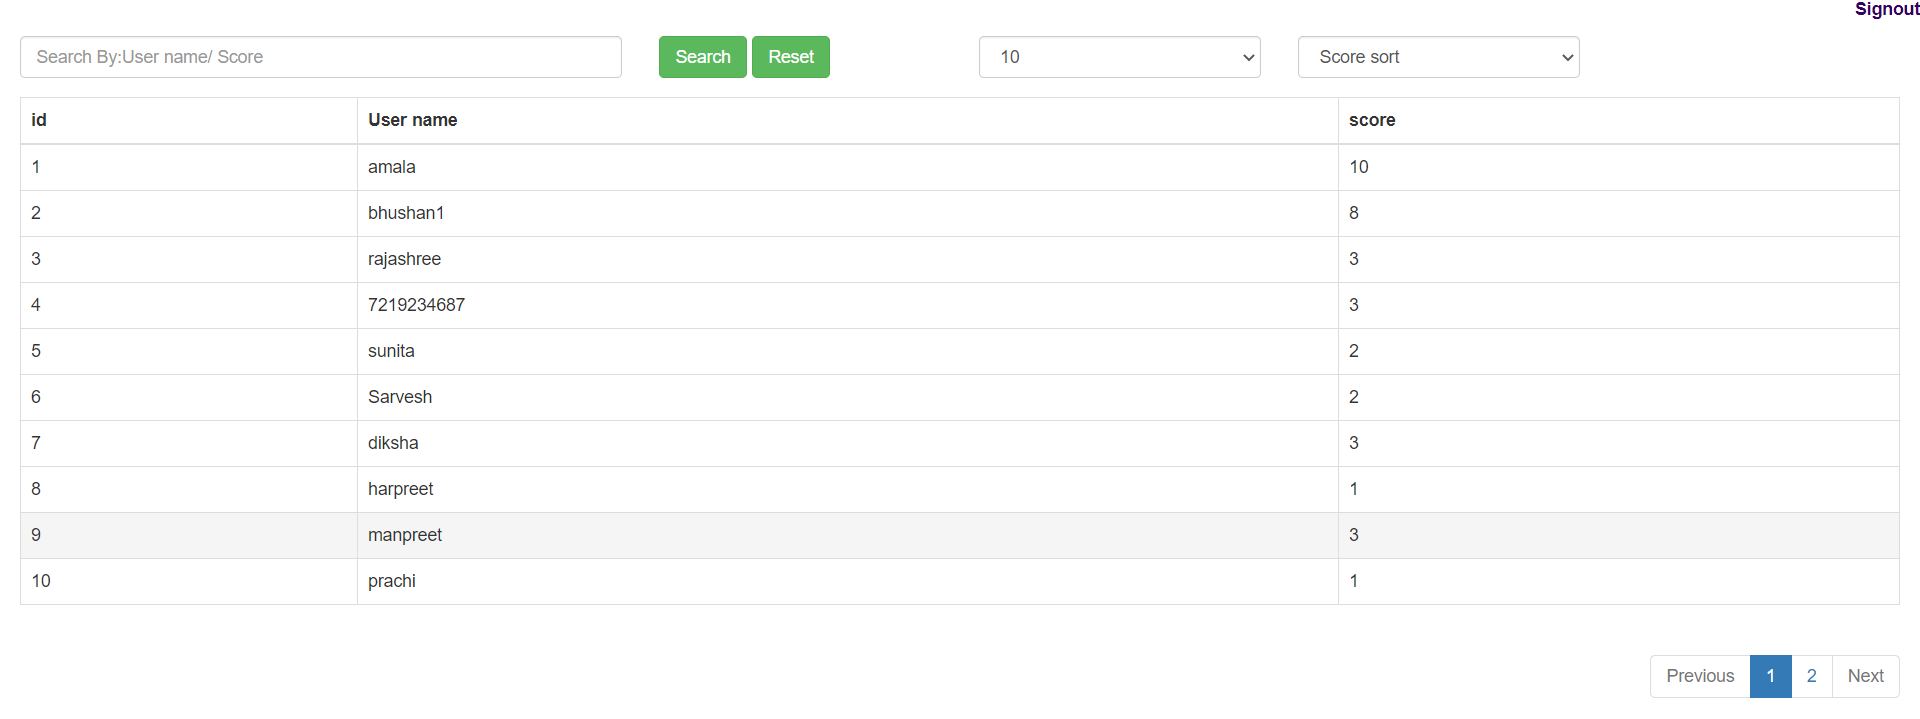 Signout
Search By:User name/ Score Search Reset 10 Score sort
id User name score
1 amala 10
2 bhushan1 8
3 rajashree 3
4 7219234687 3
5 sunita 2
6 Sarvesh 2
7 diksha 3
8 harpreet 1
9 manpreet 3
10 prachi 1
Previous 1 2 Next